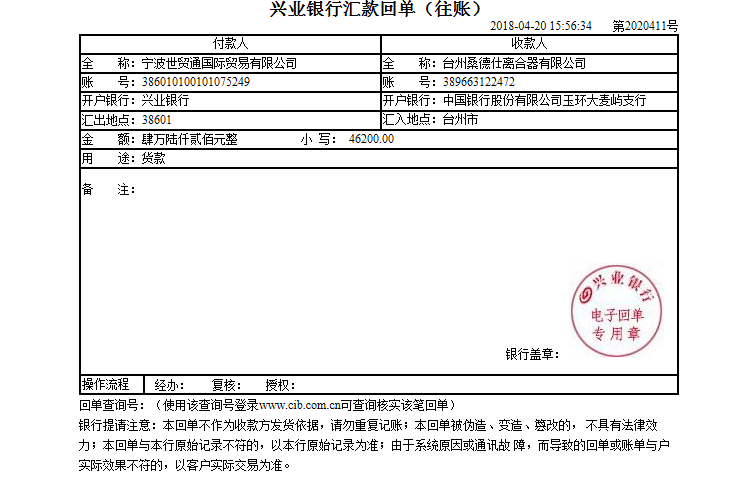 兴业银行汇款回单（往账）
2018-04-20 15:56:34 第2020411号
付款人 收款人
全 称：宁波世贸通国际贸易有限公司 全 称：台州桑德仕离合器有限公司
账 号：386010100101075249 账 号：389663122472
开户银行：兴业银行 开户银行：中国银行股份有限公司玉环大麦屿支行
汇出地点：38601 汇入地点：台州市
金 额：肆万陆仟贰佰元整 小 写： 46200.00
用 途：货款
备 注：
兴业银行
电子回单
专用章
银行盖章：
操作流程 经办： 复核： 授权：
回单查询号：（使用该查询号登录www.cib.com.cn可查询核实该笔回单）
银行提请注意：本回单不作为收款方发货依据，请勿重复记账；本回单被伪造、变造、篡改的，不具有法律效
力；本回单与本行原始记录不符的，以本行原始记录为准；由于系统原因或通讯故 障，而导致的回单或账单与户
实际效果不符的，以客户实际交易为准。